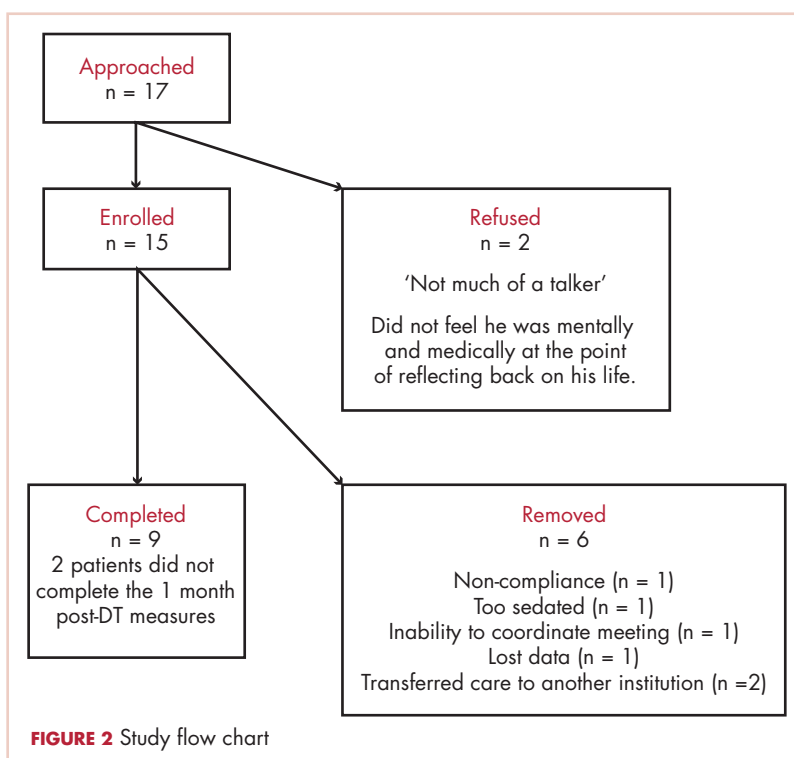 Approached
n = 17
Enrolled
n = 15
Refused
n = 2
‘Not much of a talker’
Did not feel he was mentally
and medically at the point
of reflecting back on his life.
Completed
n = 9
2 patients did not
complete the 1 month
post-DT measures
Removed
n = 6
Non-compliance (n = 1)
Too sedated (n = 1)
Inability to coordinate meeting (n = 1)
Lost data (n = 1)
Transferred care to another institution (n =2)
FIGURE 2 Study flow chart